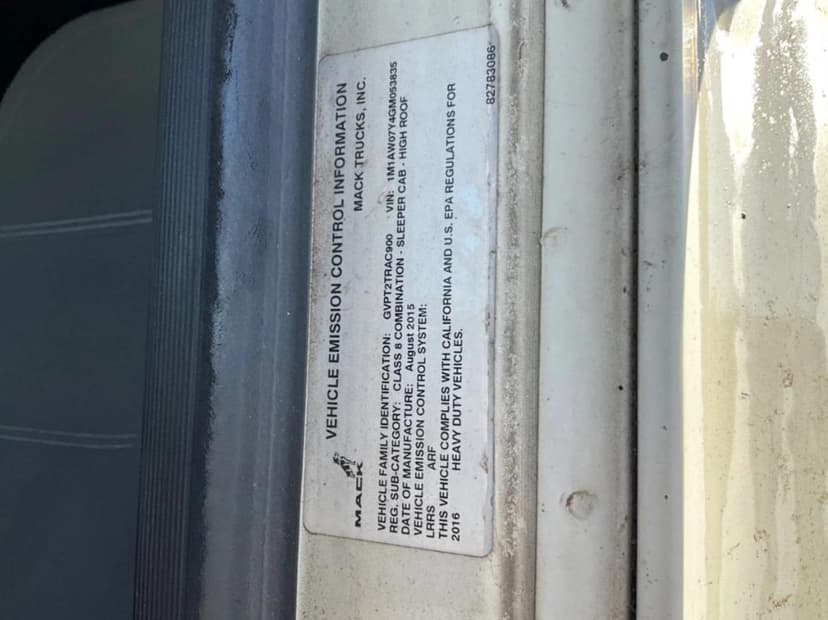 VEHICLE EMISSION CONTROL INFORMATION
MACK
MACK TRUCKS, INC.
VEHICLE FAMILY IDENTIFICATION: GVPT2TRAC900 VIN: 1M1AW07Y4GM053835
REG. SUB-CATEGORY: CLASS 8 COMBINATION - SLEEPER CAB - HIGH ROOF
DATE OF MANUFACTURE: August 2015
VEHICLE EMISSION CONTROL SYSTEM:
LRRS ARF
THIS VEHICLE COMPLIES WITH CALIFORNIA AND U.S. EPA REGULATIONS FOR
2016 HEAVY DUTY VEHICLES.
82783086